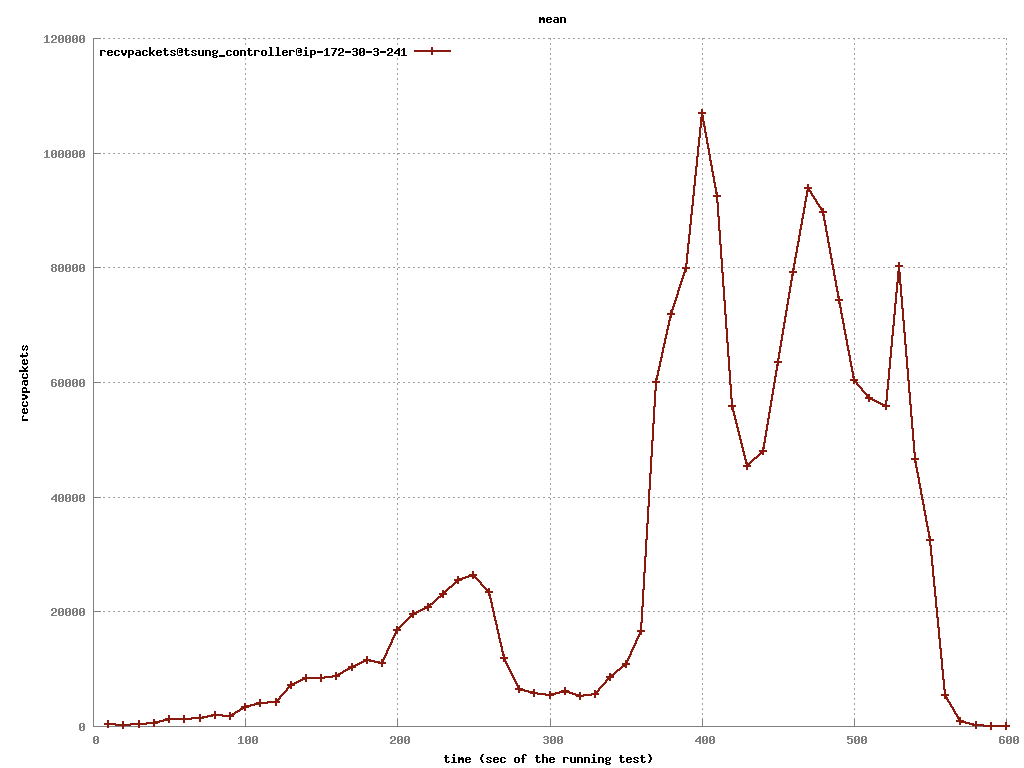 mean
120000
recvpackets@tsung_controller@ip-172-30-3-241
100000
80000
60000
40000
20000
0
recvpackets
0 100 200 300 400 500 600
time (sec of the running test)